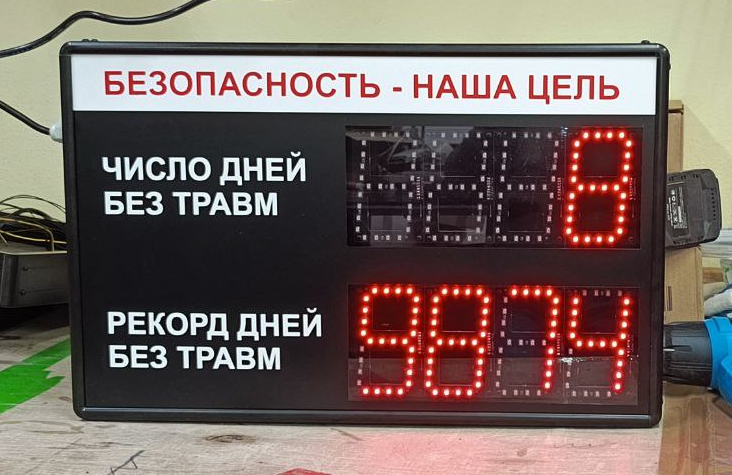 БЕЗОПАСНОСТЬ - НАША ЦЕЛЬ
ЧИСЛО ДНЕЙ
БЕЗ ТРАВМ
8
РЕКОРД ДНЕЙ
БЕЗ ТРАВМ
9874